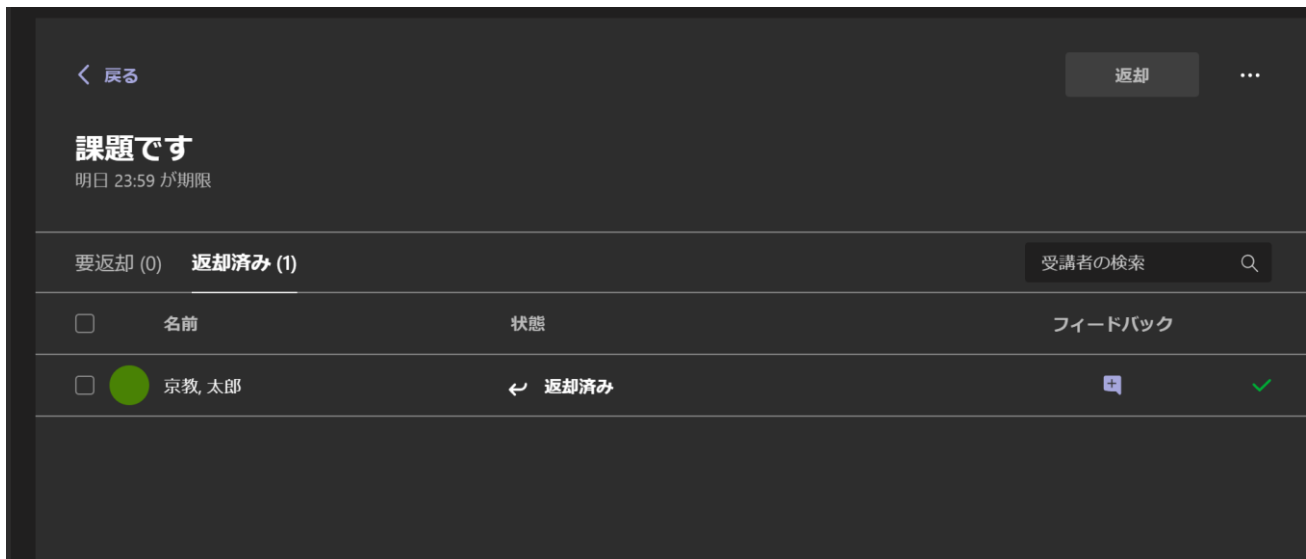 戻る
返却
課題です
明日 23:59 が期限
要返却 (0) 返却済み (1) 受講者の検索
名前 状態 フィードバック
京教, 太郎 返却済み